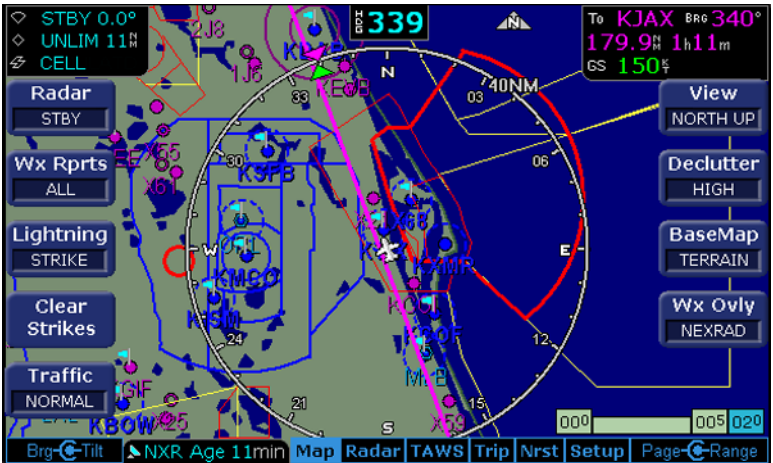 STBY 0.0°
UNLIM 11NM
CELL
HDG 339
N
To KJAX BRG 340°
179.9NM 1h11m
GS 150KT
2J8
1J6
N
33
03
40NM
Radar
STBY
View
NORTH UP
X55
X61
30
06
KSFB
Wx Rprts
ALL
Declutter
HIGH
X68
Lightning
STRIKE
W
E
BaseMap
TERRAIN
KMCO
Clear
Strikes
KISM
Wx Ovly
NEXRAD
24
12
Traffic
NORMAL
21
15
S
KBOW
X25
X59
000
005
020
Brg-Tilt
NXR Age 11min
Map
Radar
TAWS
Trip
Nrst
Setup
Page-Range